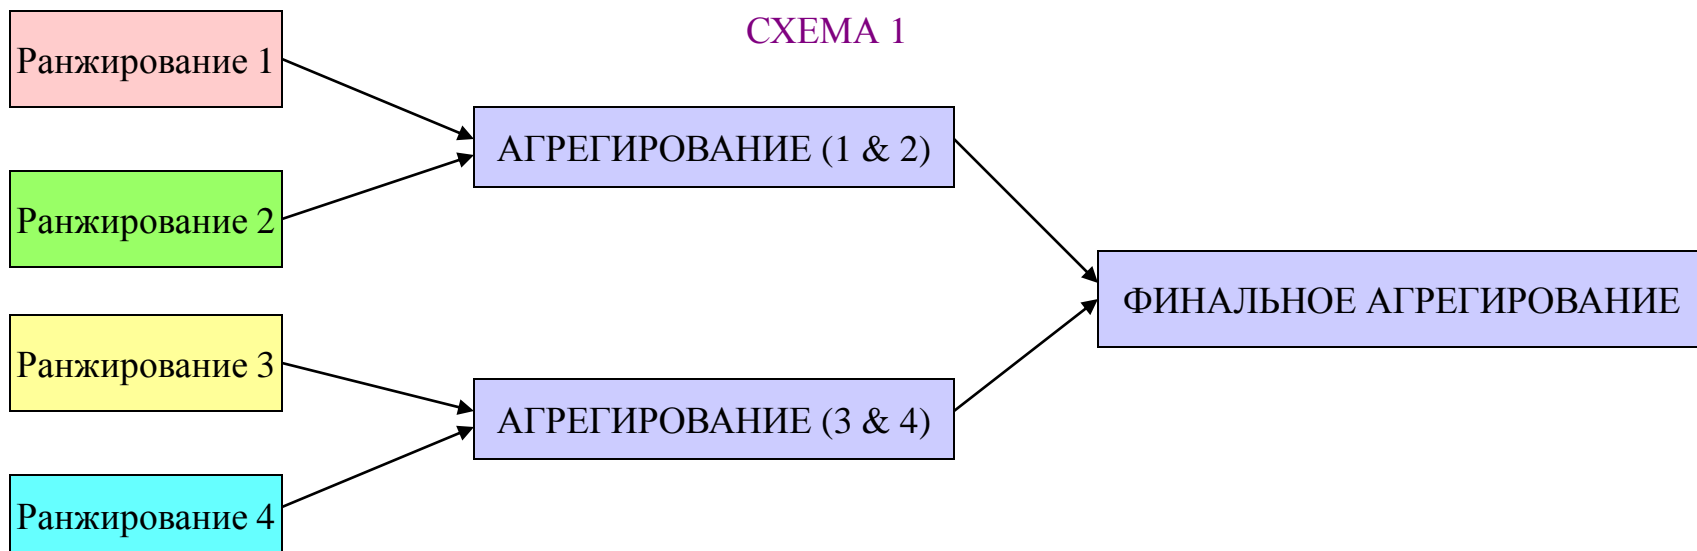 СХЕМА 1
Ранжирование 1
АГРЕГИРОВАНИЕ (1 & 2)
Ранжирование 2
ФИНАЛЬНОЕ АГРЕГИРОВАНИЕ
Ранжирование 3
АГРЕГИРОВАНИЕ (3 & 4)
Ранжирование 4